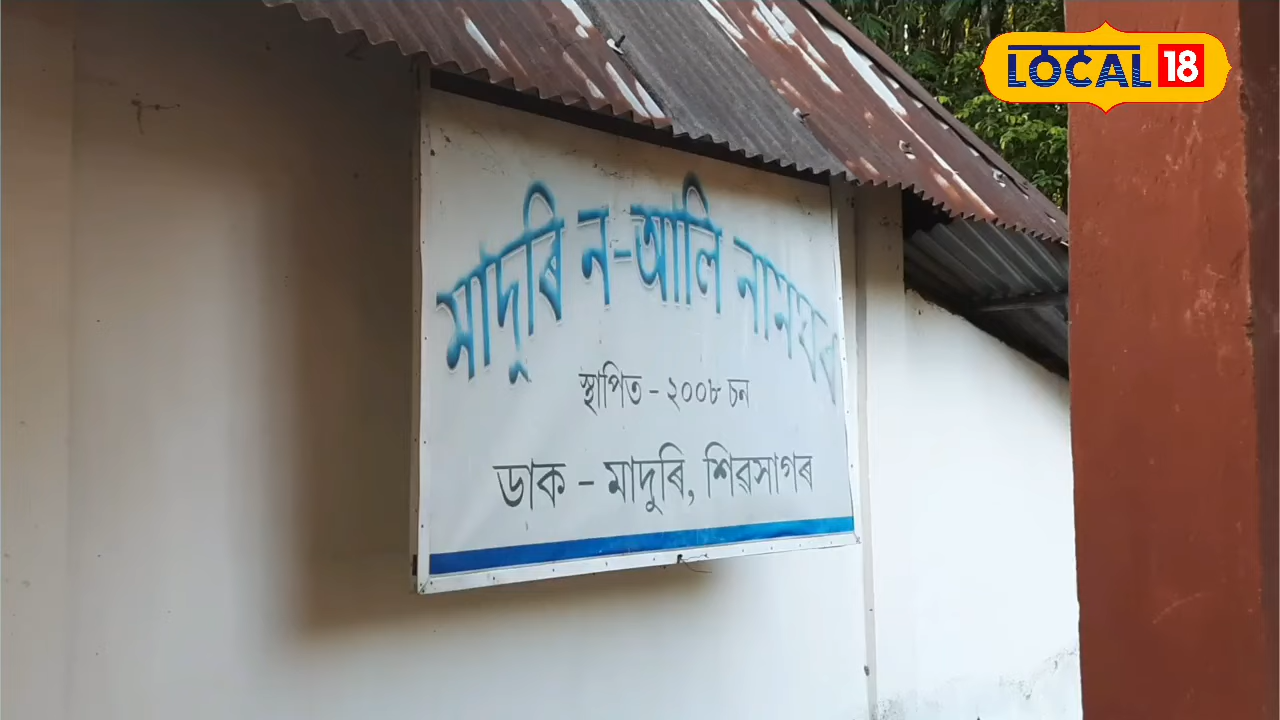 LOCAL 18
মাদুৰি ন-আলি নামঘৰ
স্থাপিত - ২০০৮ চন
ডাক - মাদুৰি, শিৱসাগৰ